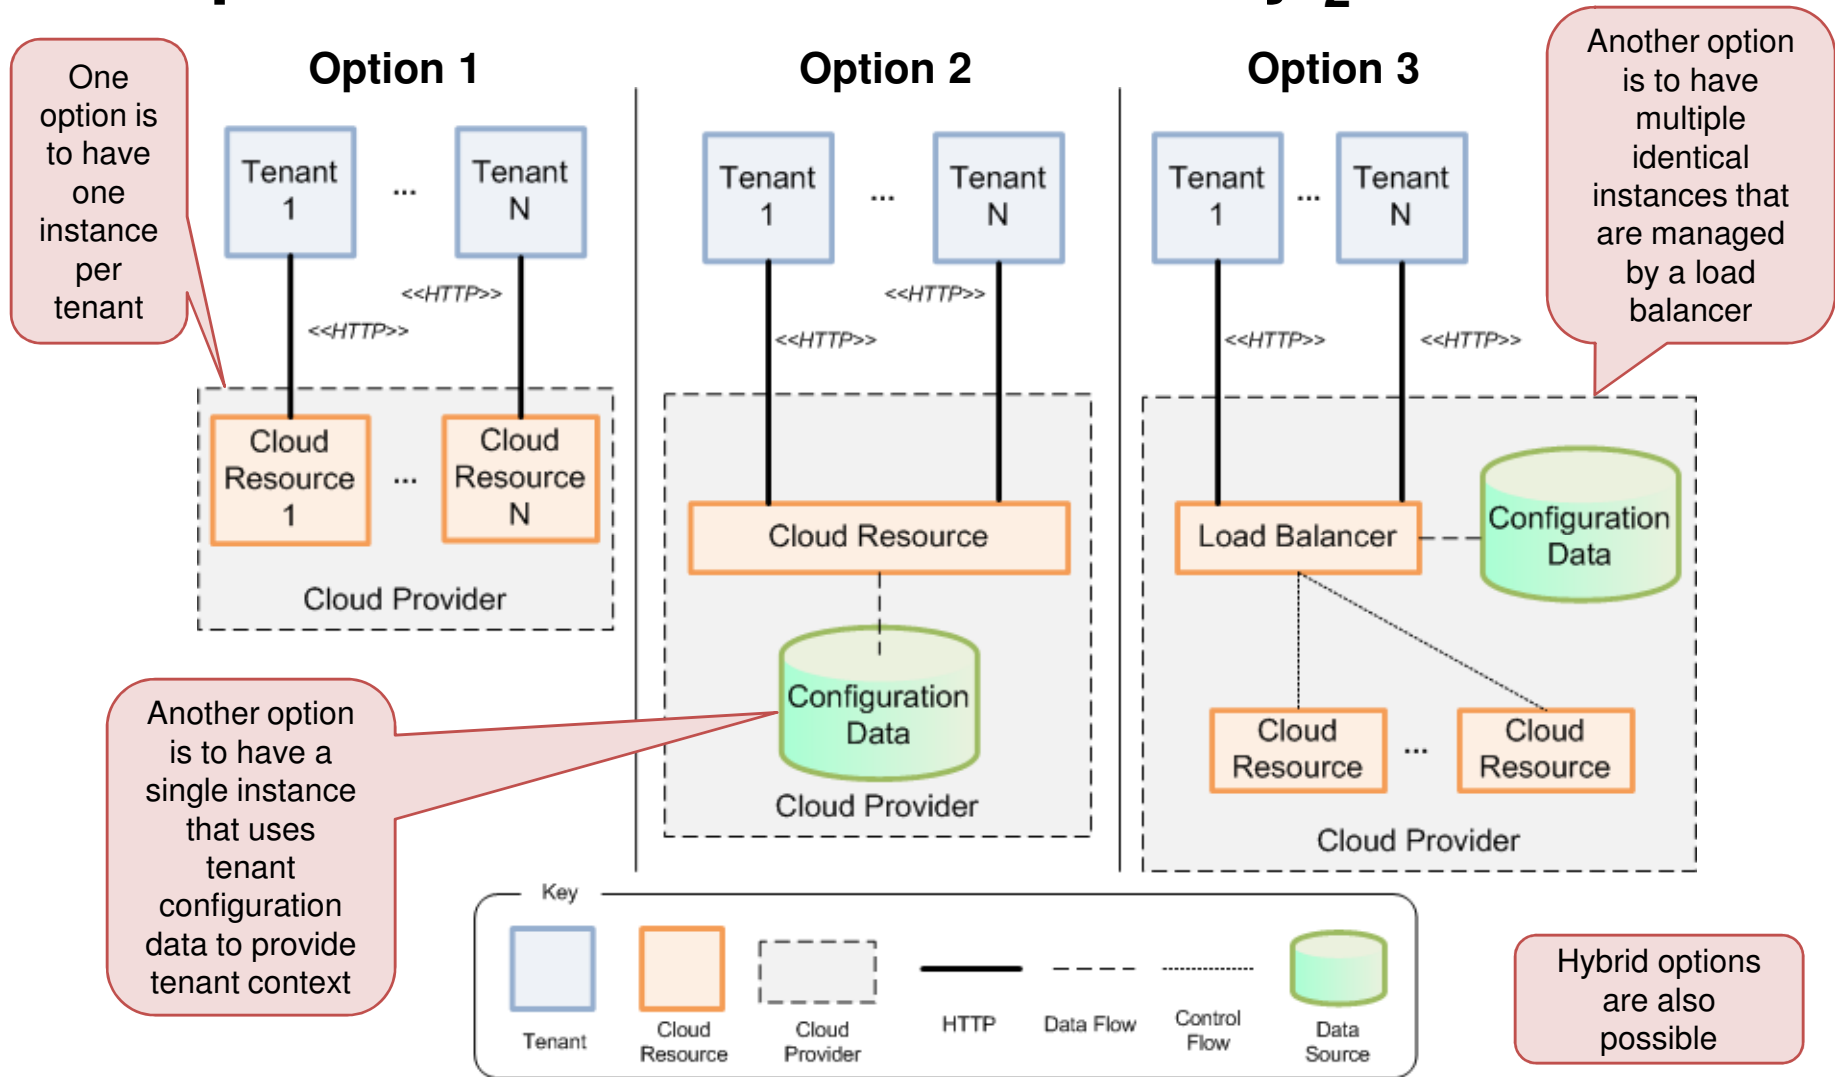 Option 1
Option 2
Option 3
One
option is
to have
one
instance
per
tenant
Another option
is to have
multiple
identical
instances that
are managed
by a load
balancer
Tenant
1
...
Tenant
N
<<HTTP>>
<<HTTP>>
Cloud
Resource
1
...
Cloud
Resource
N
Cloud Provider
Tenant
1
...
Tenant
N
<<HTTP>>
<<HTTP>>
Cloud Resource
Configuration
Data
Cloud Provider
Tenant
1
...
Tenant
N
<<HTTP>>
<<HTTP>>
Load Balancer
Configuration
Data
Cloud
Resource
...
Cloud
Resource
Cloud Provider
Another option
is to have a
single instance
that uses
tenant
configuration
data to provide
tenant context
Key
Tenant
Cloud
Resource
Cloud
Provider
HTTP
Data Flow
Control
Flow
Data
Source
Hybrid options
are also
possible